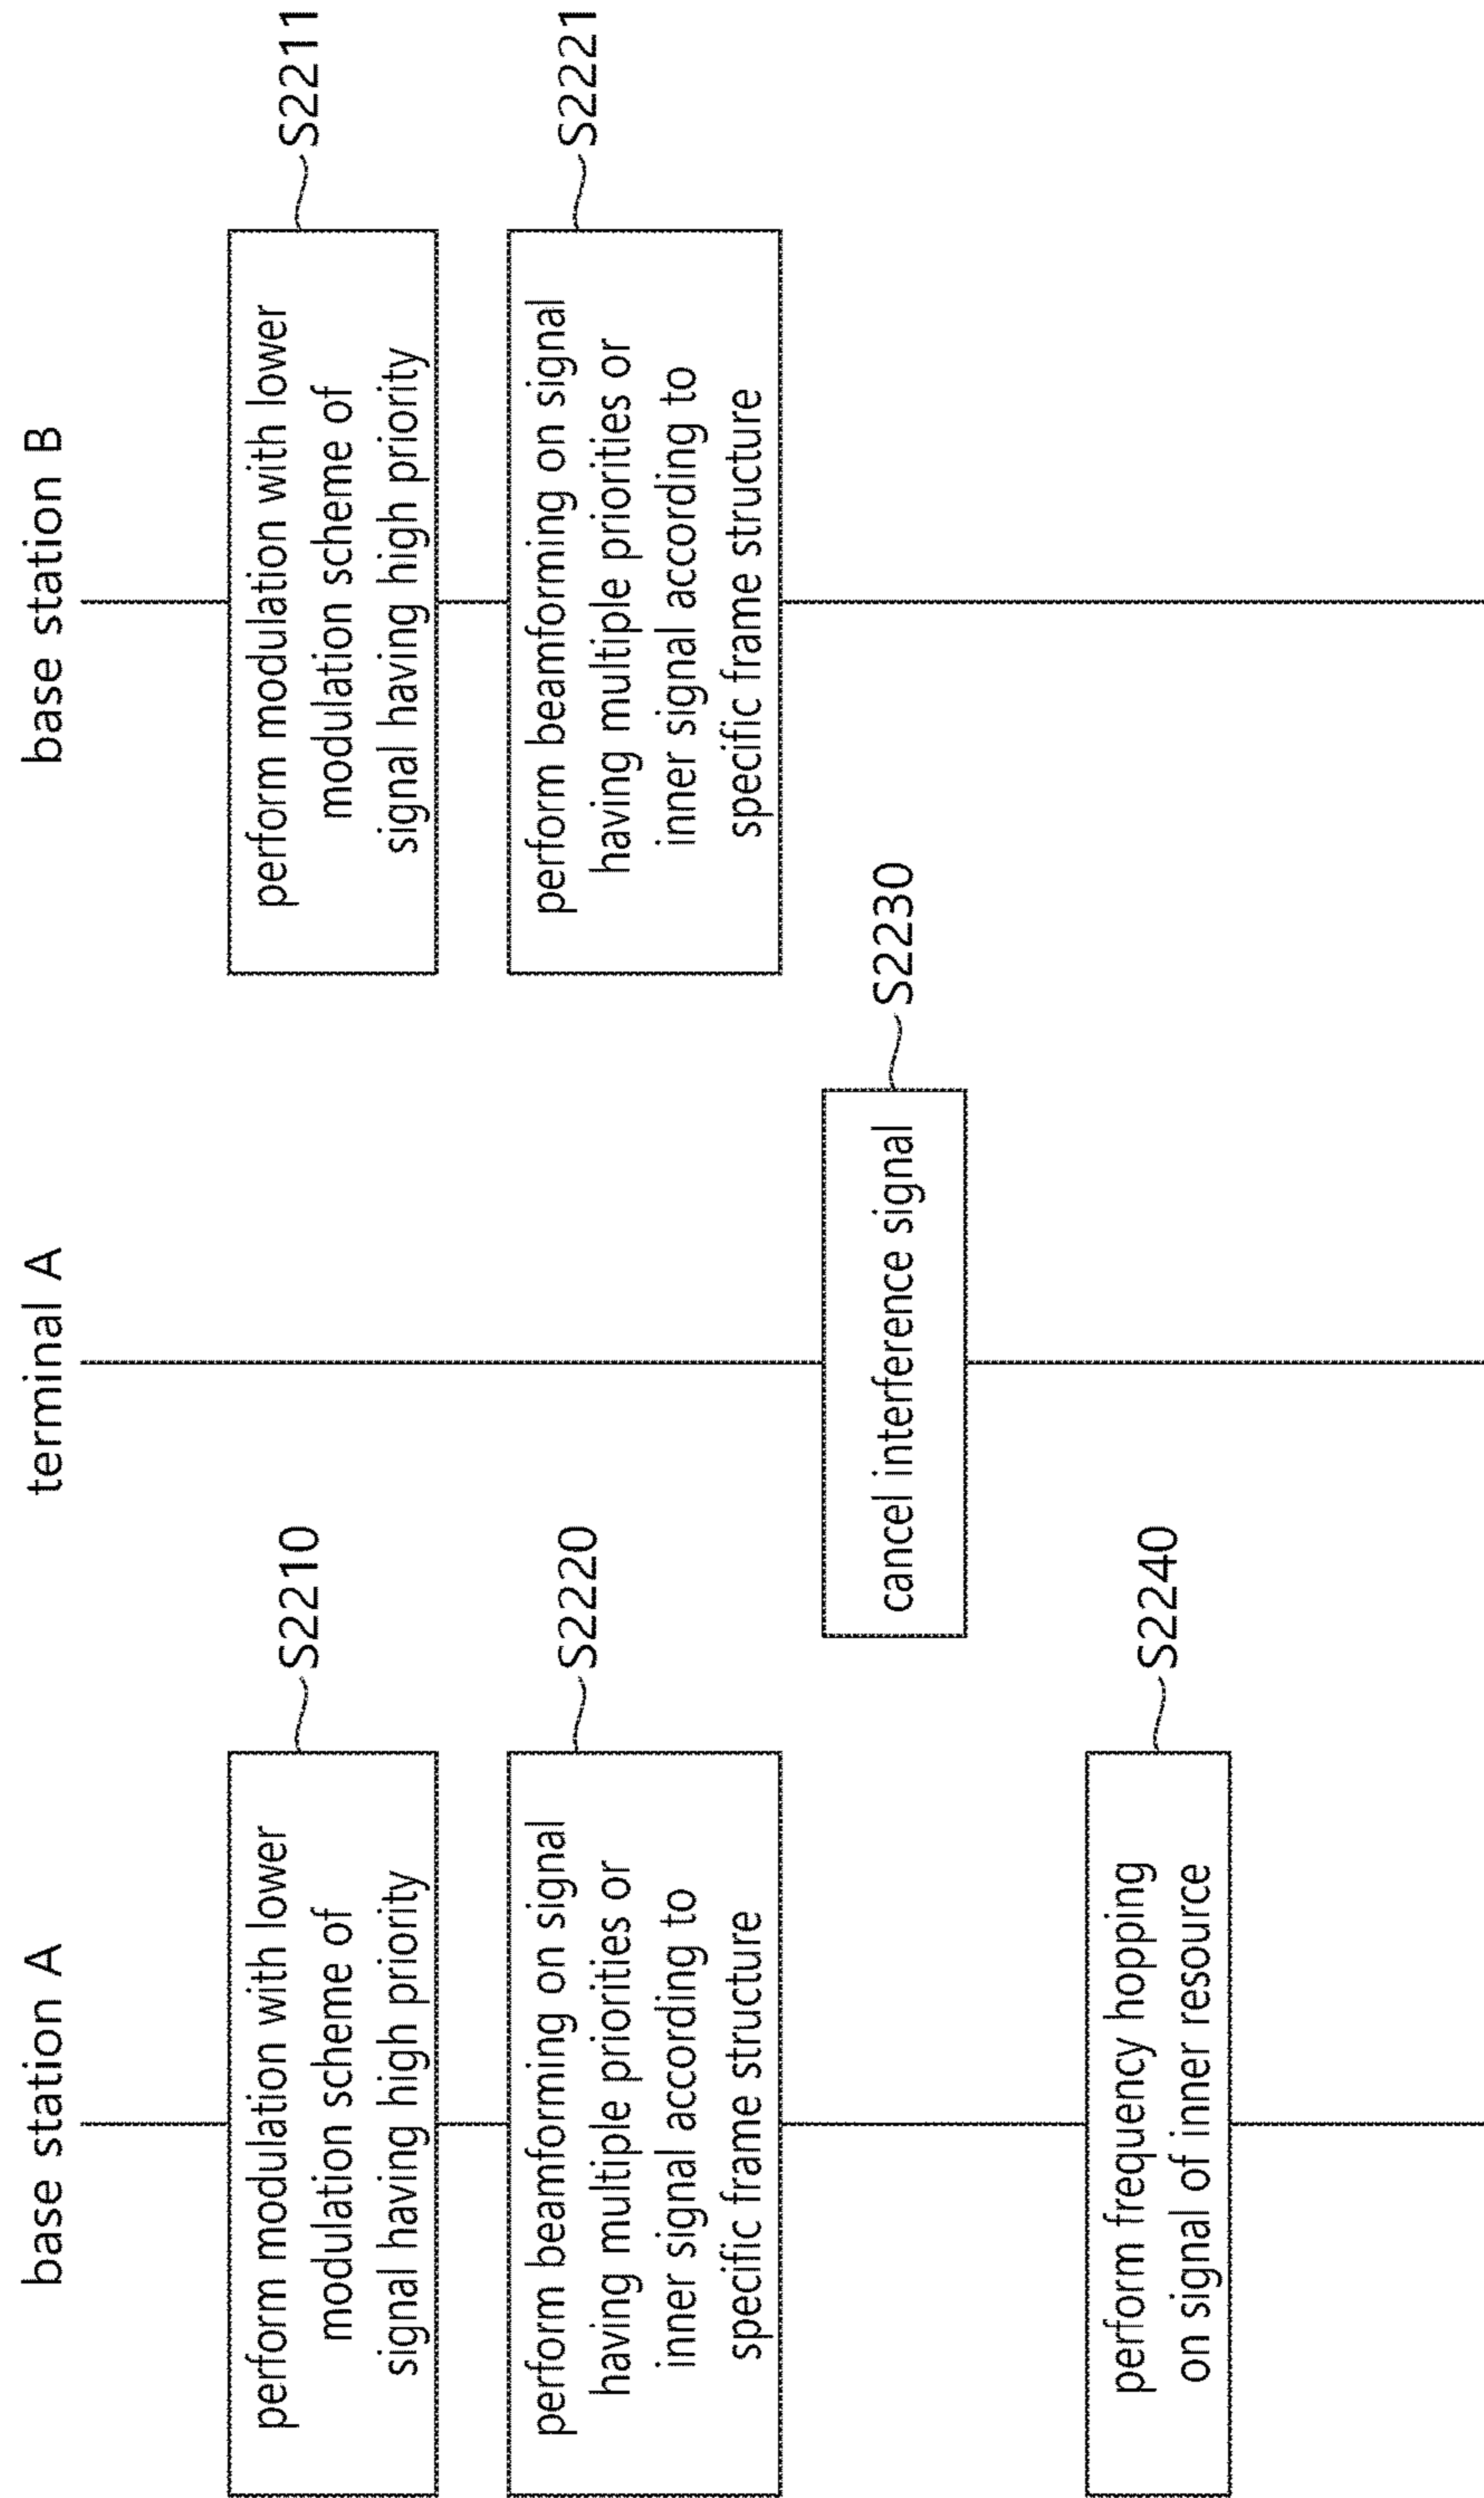 base station A
terminal A
base station B
perform modulation with lower
modulation scheme of
signal having high priority
S2210
perform modulation with lower
modulation scheme of
signal having high priority
S2211
perform beamforming on signal
having multiple priorities or
inner signal according to
specific frame structure
S2220
perform beamforming on signal
having multiple priorities or
inner signal according to
specific frame structure
S2221
cancel interference signal
S2230
perform frequency hopping
on signal of inner resource
S2240